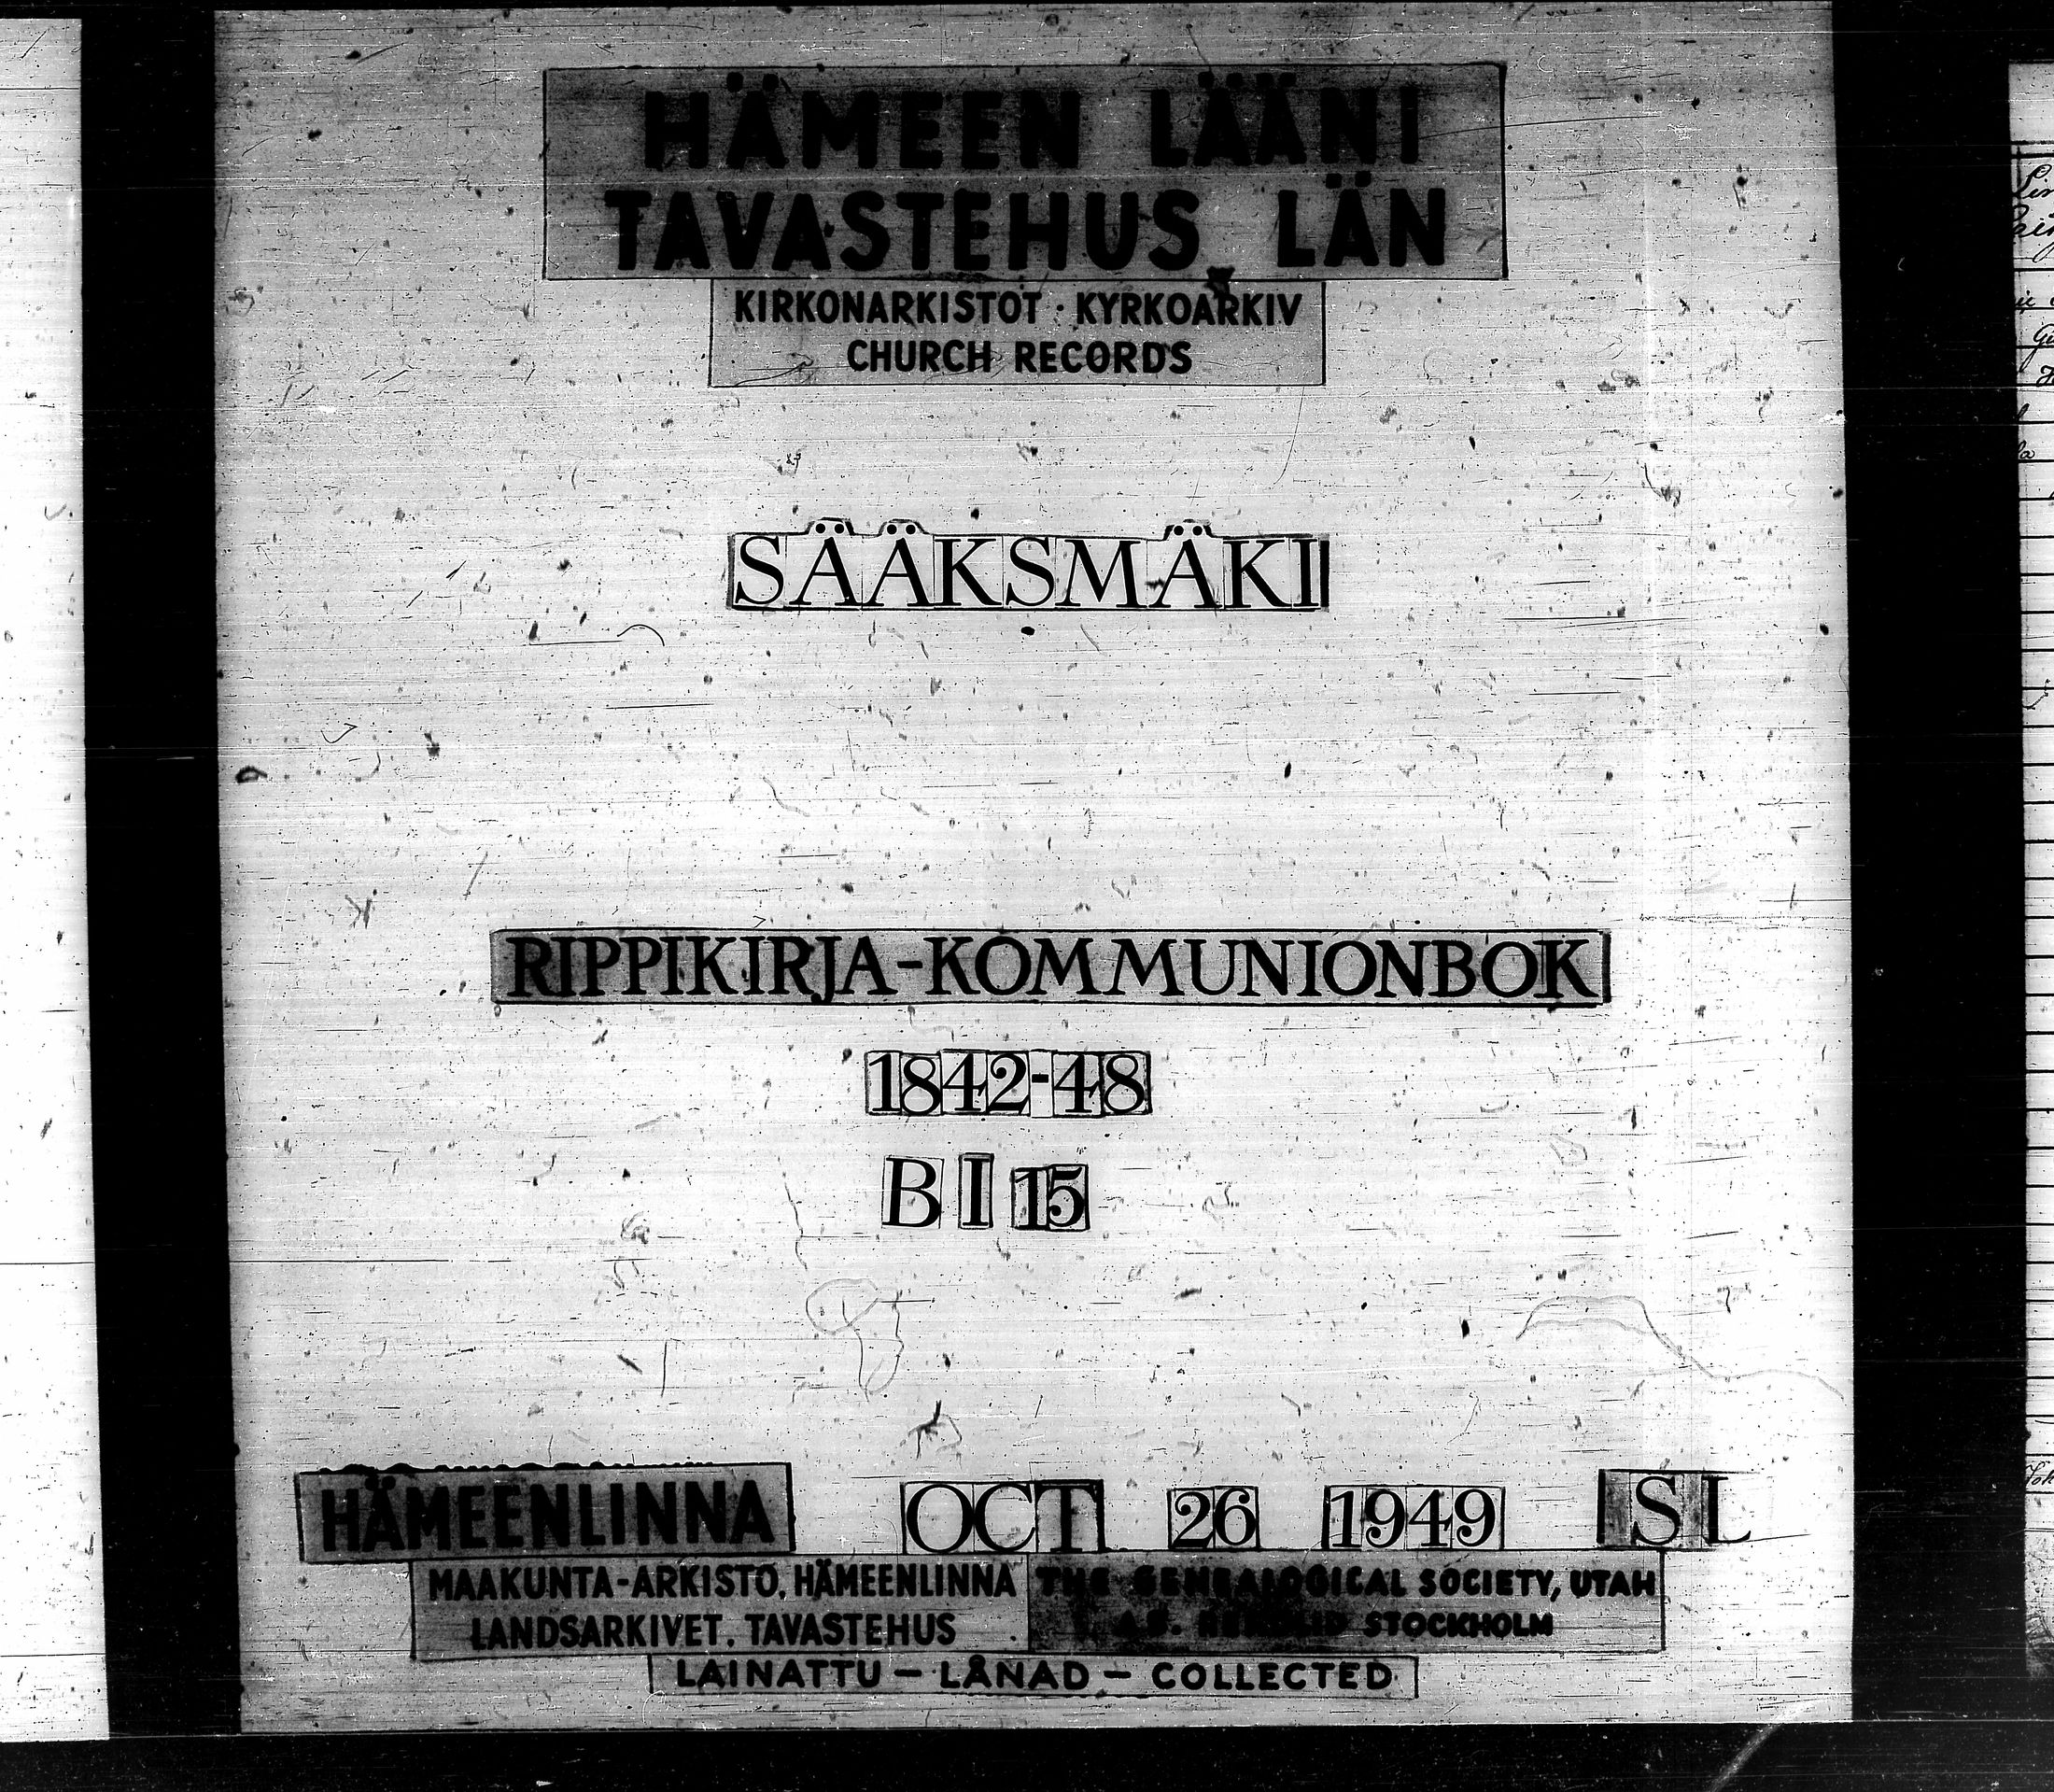 HÄMEEN LÄÄNI
TAVASTEHUS LÄN
KIRKONARKISTOT · KYRKOARKIV
CHURCH RECORDS
SÄÄKSMÄKI
RIPPIKIRJA-KOMMUNIONBOK
1842-48
B I 15
HÄMEENLINNA OCT 26 1949 SL
MAAKUNTA-ARKISTO, HÄMEENLINNA THE GENEALOGICAL SOCIETY, UTAH
LANDSARKIVET, TAVASTEHUS STOCKHOLM
LAINATTU – LÅNAD – COLLECTED